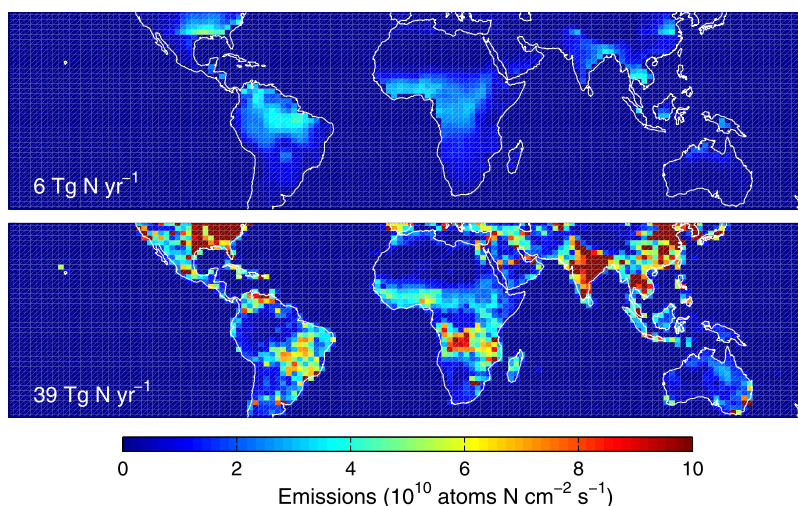 6 Tg N yr⁻¹
39 Tg N yr⁻¹
0 2 4 6 8 10
Emissions (10¹⁰ atoms N cm⁻² s⁻¹)